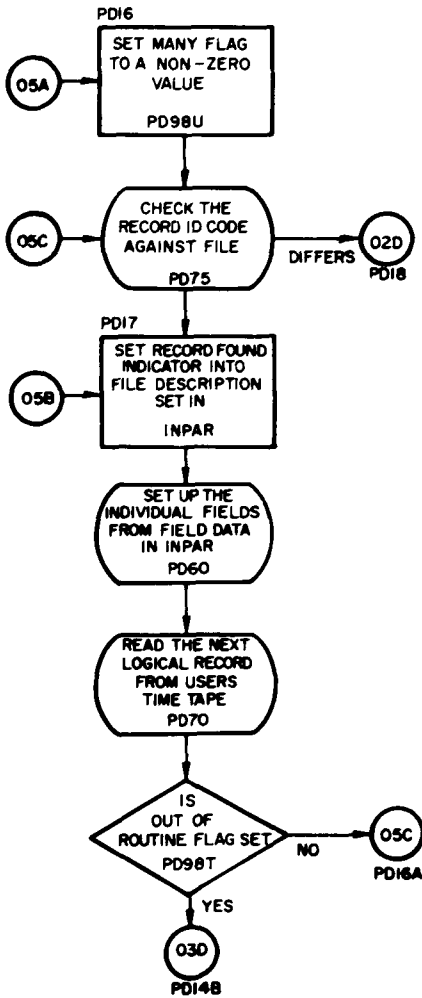 PD16
SET MANY FLAG
TO A NON-ZERO
VALUE
PD98U
05A
CHECK THE
RECORD ID CODE
AGAINST FILE
PD75
05C
DIFFERS
02D
PD18
PD17
SET RECORD FOUND
INDICATOR INTO
FILE DESCRIPTION
SET IN
INPAR
05B
SET UP THE
INDIVIDUAL FIELDS
FROM FIELD DATA
IN INPAR
PD60
READ THE NEXT
LOGICAL RECORD
FROM USERS
TIME TAPE
PD70
IS
OUT OF
ROUTINE FLAG SET
PD98T
NO
05C
PD16A
YES
03D
PD14B